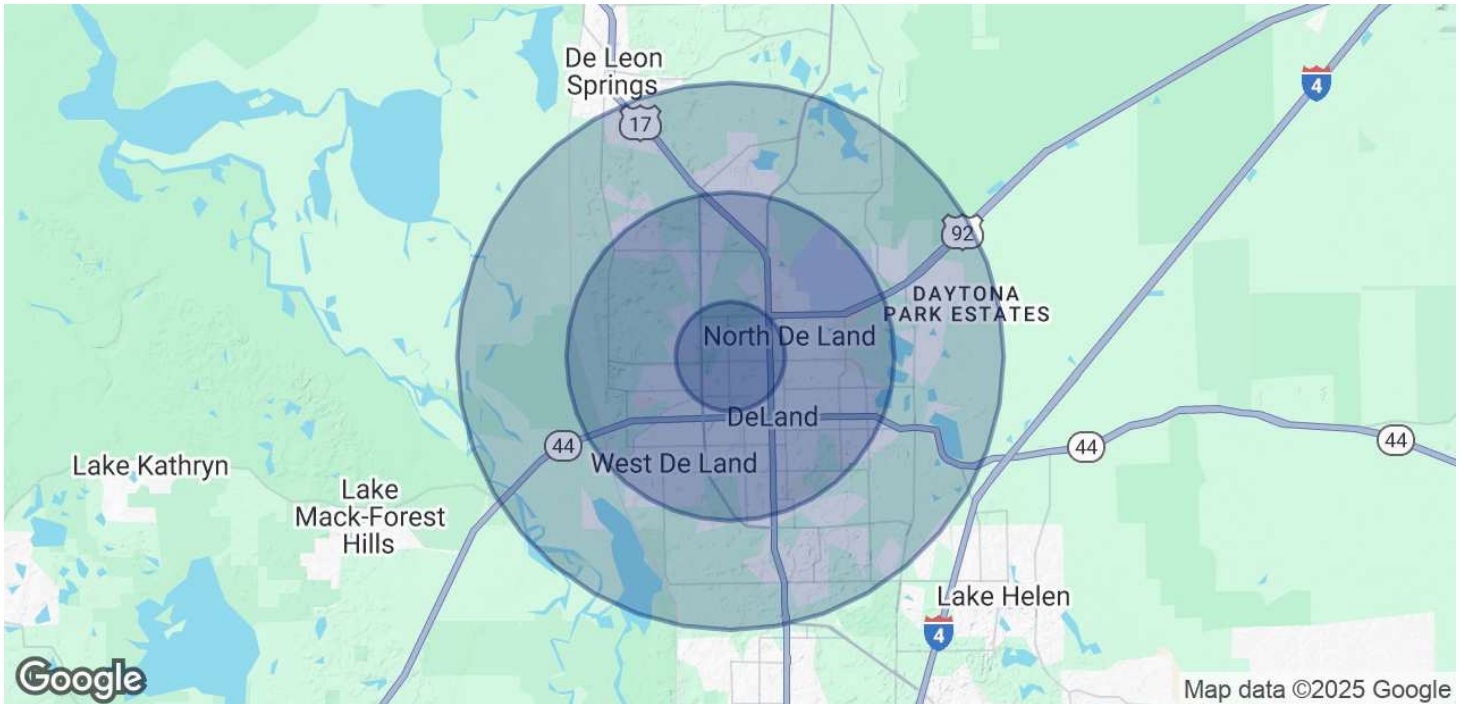 De Leon
Springs
17
4
92
DAYTONA
PARK ESTATES
North De Land
DeLand
44
West De Land
44
44
Lake Kathryn
Lake
Mack-Forest
Hills
Lake Helen
4
Google
Map data ©2025 Google